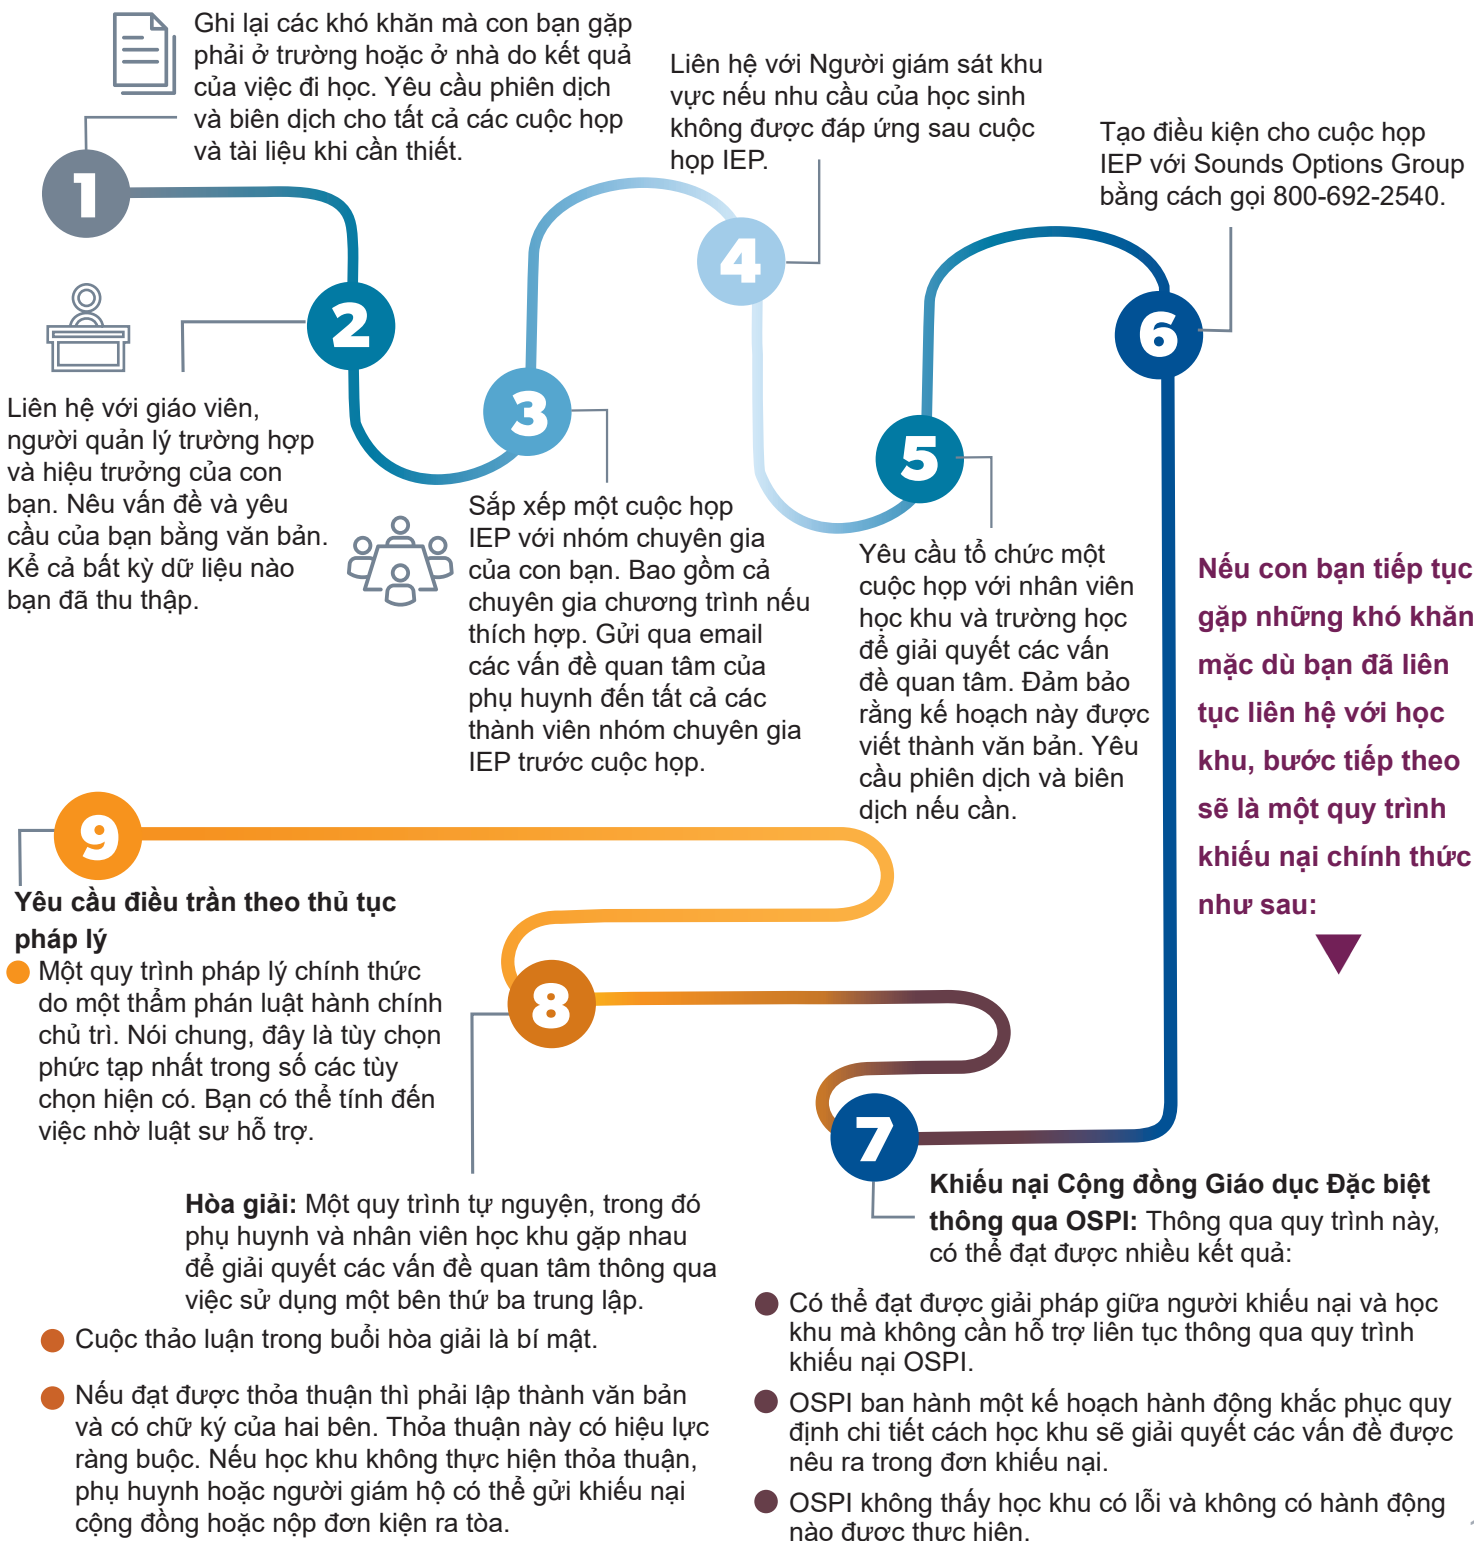 Ghi lại các khó khăn mà con bạn gặp
phải ở trường hoặc ở nhà do kết quả
của việc đi học. Yêu cầu phiên dịch
và biên dịch cho tất cả các cuộc họp
và tài liệu khi cần thiết.
1
2
Liên hệ với giáo viên,
người quản lý trường hợp
và hiệu trưởng của con
bạn. Nêu vấn đề và yêu
cầu của bạn bằng văn bản.
Kể cả bất kỳ dữ liệu nào
bạn đã thu thập.
3
Sắp xếp một cuộc họp
IEP với nhóm chuyên gia
của con bạn. Bao gồm cả
chuyên gia chương trình nếu
thích hợp. Gửi qua email
các vấn đề quan tâm của
phụ huynh đến tất cả các
thành viên nhóm chuyên gia
IEP trước cuộc họp.
Liên hệ với Người giám sát khu
vực nếu nhu cầu của học sinh
không được đáp ứng sau cuộc
họp IEP.
4
5
Yêu cầu tổ chức một
cuộc họp với nhân viên
học khu và trường học
để giải quyết các vấn
đề quan tâm. Đảm bảo
rằng kế hoạch này được
viết thành văn bản. Yêu
cầu phiên dịch và biên
dịch nếu cần.
Tạo điều kiện cho cuộc họp
IEP với Sounds Options Group
bằng cách gọi 800-692-2540.
6
Nếu con bạn tiếp tục
gặp những khó khăn
mặc dù bạn đã liên
tục liên hệ với học
khu, bước tiếp theo
sẽ là một quy trình
khiếu nại chính thức
như sau:
7
Khiếu nại Cộng đồng Giáo dục Đặc biệt
thông qua OSPI: Thông qua quy trình này,
có thể đạt được nhiều kết quả:
Có thể đạt được giải pháp giữa người khiếu nại và học
khu mà không cần hỗ trợ liên tục thông qua quy trình
khiếu nại OSPI.
OSPI ban hành một kế hoạch hành động khắc phục quy
định chi tiết cách học khu sẽ giải quyết các vấn đề được
nêu ra trong đơn khiếu nại.
OSPI không thấy học khu có lỗi và không có hành động
nào được thực hiện.
8
Hòa giải: Một quy trình tự nguyện, trong đó
phụ huynh và nhân viên học khu gặp nhau
để giải quyết các vấn đề quan tâm thông qua
việc sử dụng một bên thứ ba trung lập.
Cuộc thảo luận trong buổi hòa giải là bí mật.
Nếu đạt được thỏa thuận thì phải lập thành văn bản
và có chữ ký của hai bên. Thỏa thuận này có hiệu lực
ràng buộc. Nếu học khu không thực hiện thỏa thuận,
phụ huynh hoặc người giám hộ có thể gửi khiếu nại
cộng đồng hoặc nộp đơn kiện ra tòa.
9
Yêu cầu điều trần theo thủ tục
pháp lý
Một quy trình pháp lý chính thức
do một thẩm phán luật hành chính
chủ trì. Nói chung, đây là tùy chọn
phức tạp nhất trong số các tùy
chọn hiện có. Bạn có thể tính đến
việc nhờ luật sư hỗ trợ.